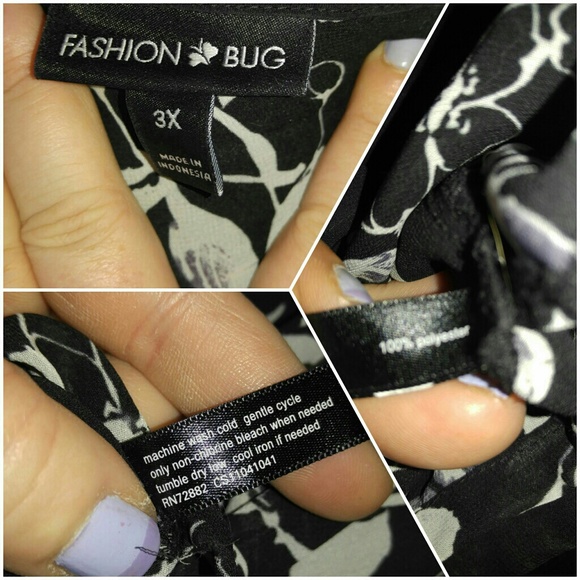 FASHION BUG
3X
MADE IN
INDONESIA
100% polyester
machine wash cold gentle cycle
only non-chlorine bleach when needed
tumble dry low cool iron if needed
RN72882 CS11041041